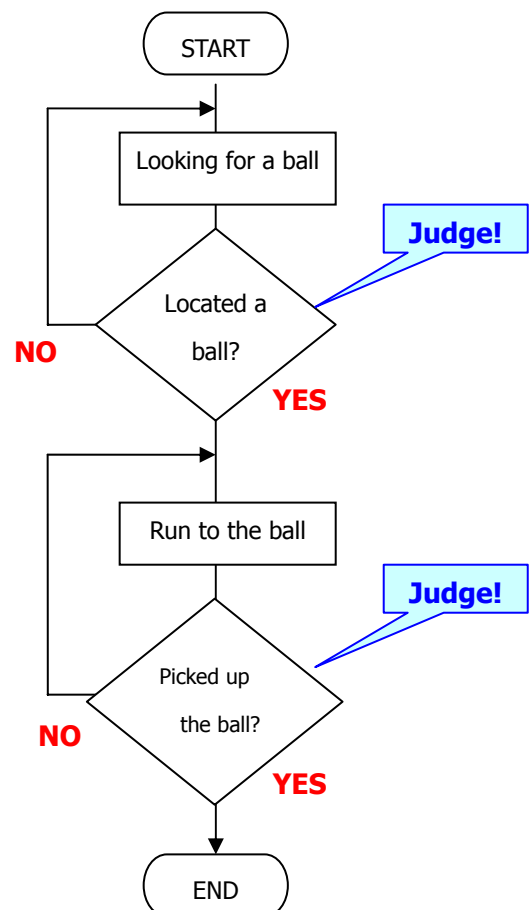 START
Looking for a ball
Judge!
Located a
ball?
NO
YES
Run to the ball
Judge!
Picked up
the ball?
NO
YES
END